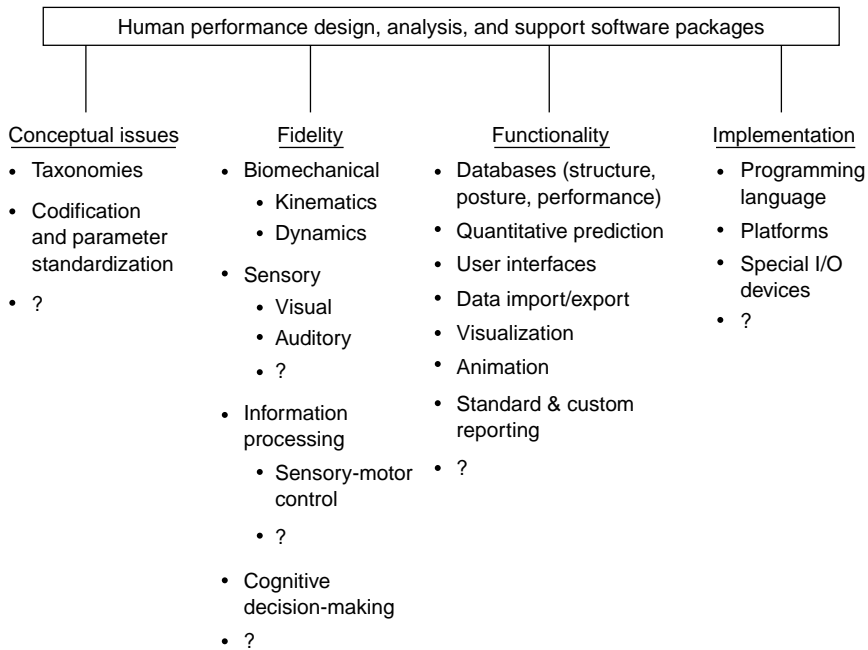 Human performance design, analysis, and support software packages
Conceptual issues
• Taxonomies
• Codification
and parameter
standardization
• ?
Fidelity
• Biomechanical
• Kinematics
• Dynamics
• Sensory
• Visual
• Auditory
• ?
• Information
processing
• Sensory-motor
control
• ?
• Cognitive
decision-making
• ?
Functionality
• Databases (structure,
posture, performance)
• Quantitative prediction
• User interfaces
• Data import/export
• Visualization
• Animation
• Standard & custom
reporting
• ?
Implementation
• Programming
language
• Platforms
• Special I/O
devices
• ?